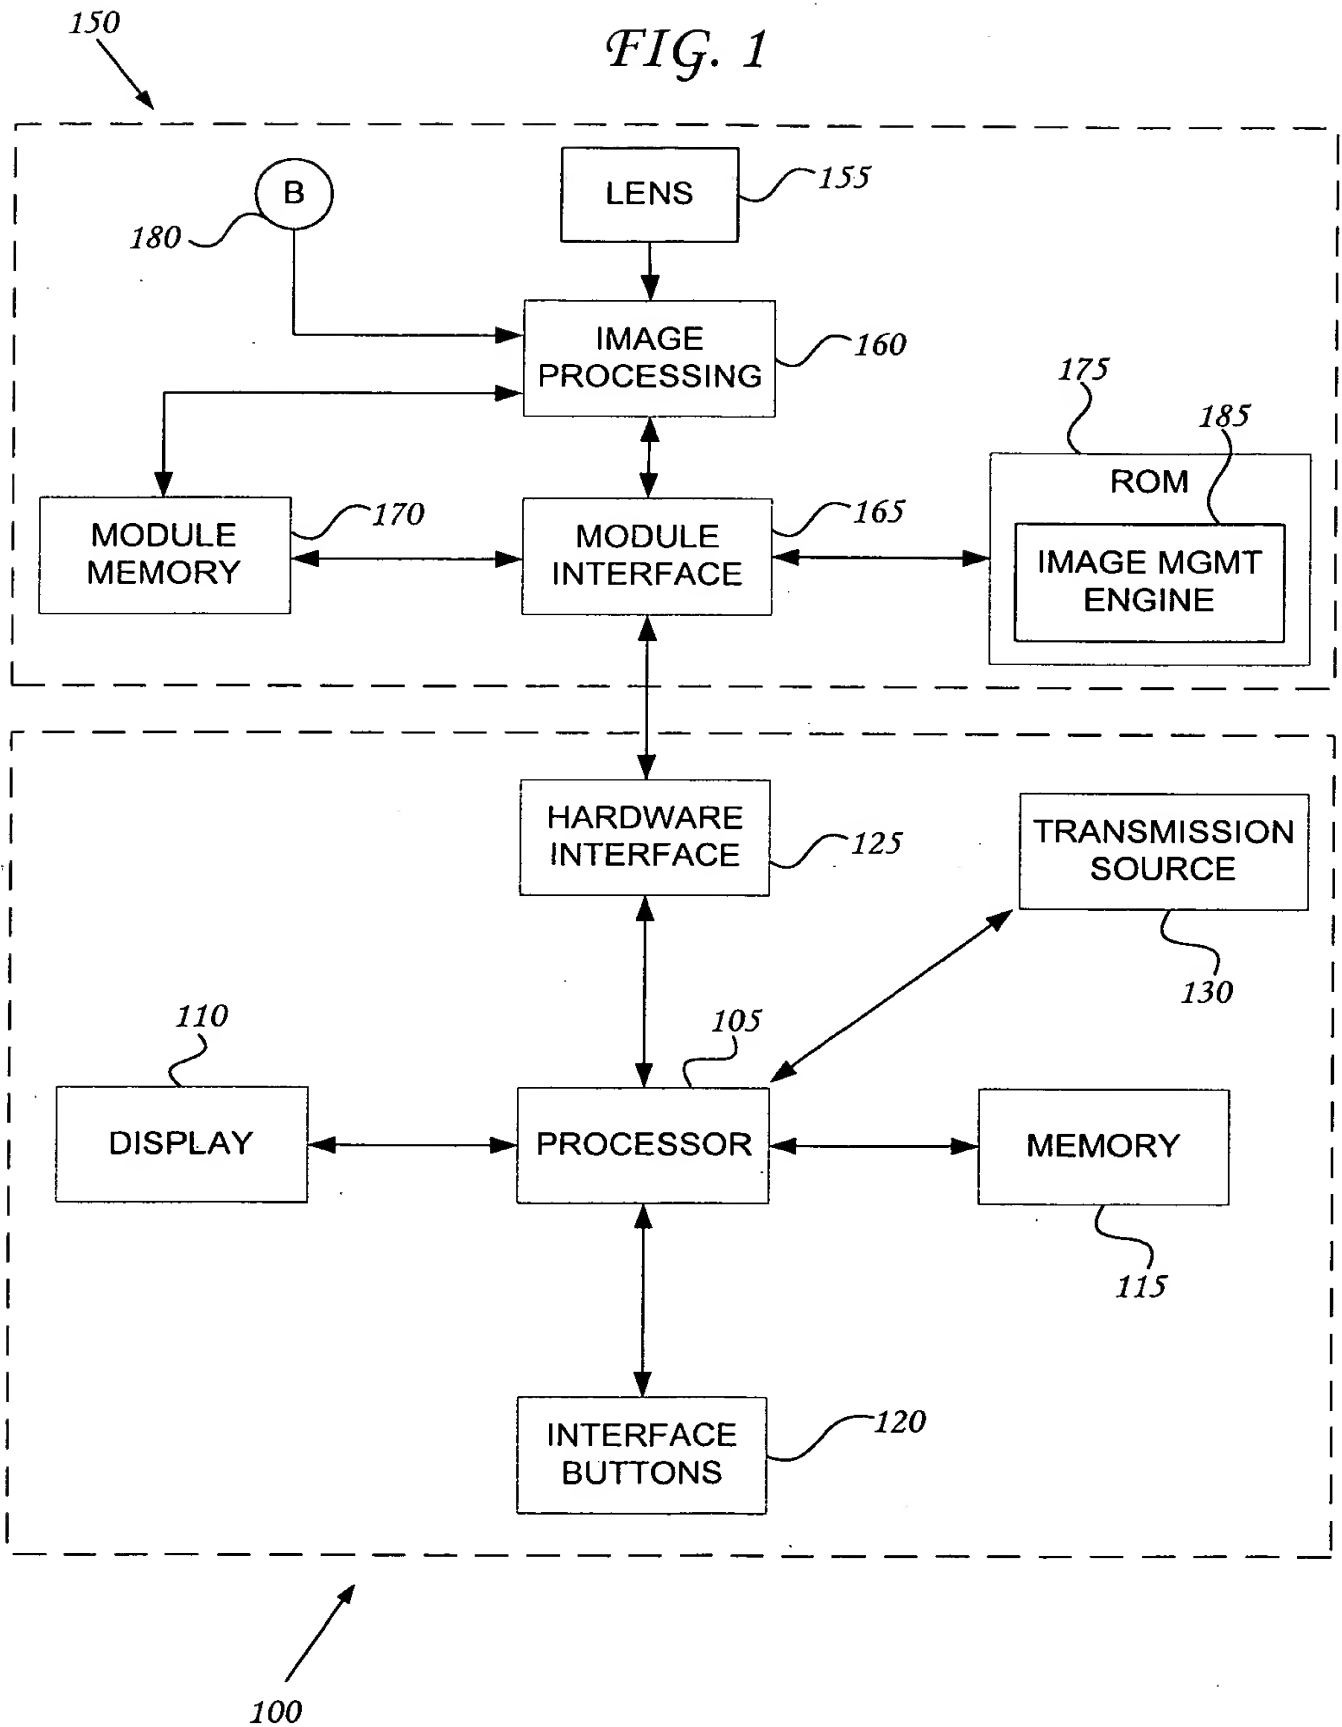 150
FIG. 1
B
180
LENS
155
IMAGE
PROCESSING
160
175
185
ROM
IMAGE MGMT
ENGINE
MODULE
MEMORY
170
MODULE
INTERFACE
165
HARDWARE
INTERFACE
125
TRANSMISSION
SOURCE
130
110
DISPLAY
105
PROCESSOR
MEMORY
115
INTERFACE
BUTTONS
120
100